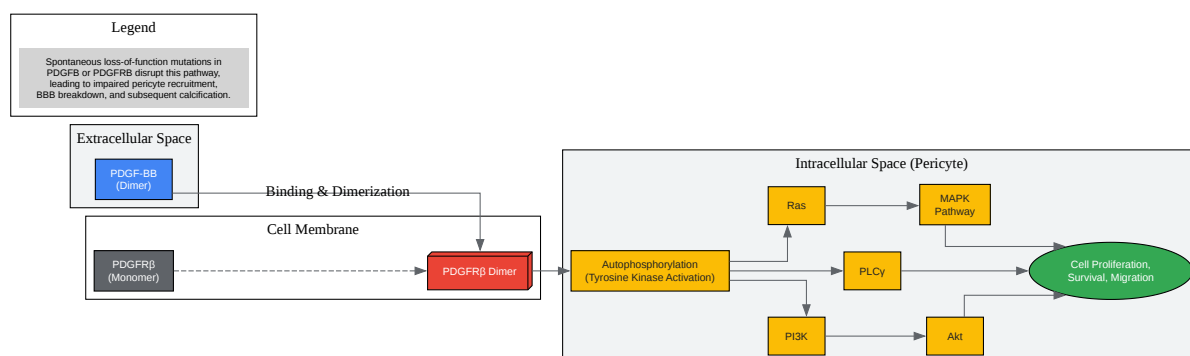 Legend
Spontaneous loss-of-function mutations in
PDGFB or PDGFRB disrupt this pathway,
leading to impaired pericyte recruitment,
BBB breakdown, and subsequent calcification.
Extracellular Space
PDGF-BB
(Dimer)
Binding & Dimerization
Cell Membrane
PDGFRβ
(Monomer)
PDGFRβ Dimer
Intracellular Space (Pericyte)
Autophosphorylation
(Tyrosine Kinase Activation)
Ras
MAPK
Pathway
PLCγ
PI3K
Akt
Cell Proliferation,
Survival, Migration